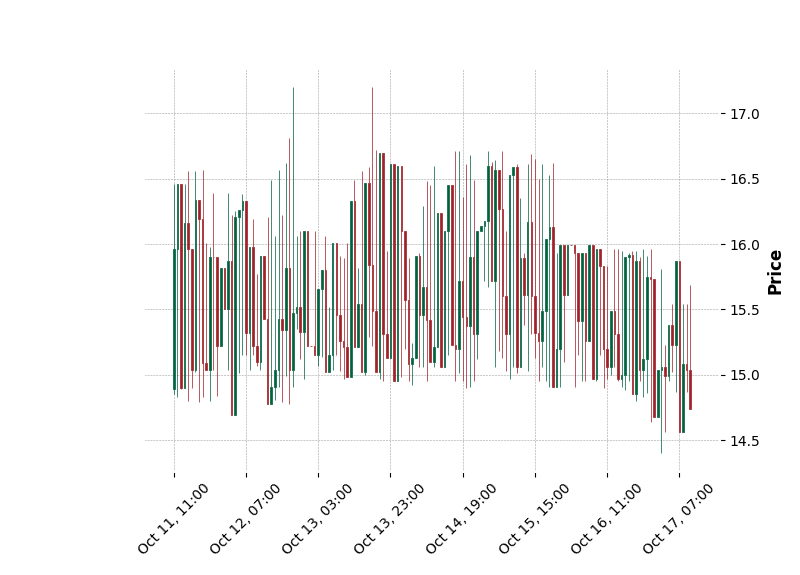 17.0
16.5
16.0
15.5
15.0
14.5
Price
Oct 11, 11:00
Oct 12, 07:00
Oct 13, 03:00
Oct 13, 23:00
Oct 14, 19:00
Oct 15, 15:00
Oct 16, 11:00
Oct 17, 07:00